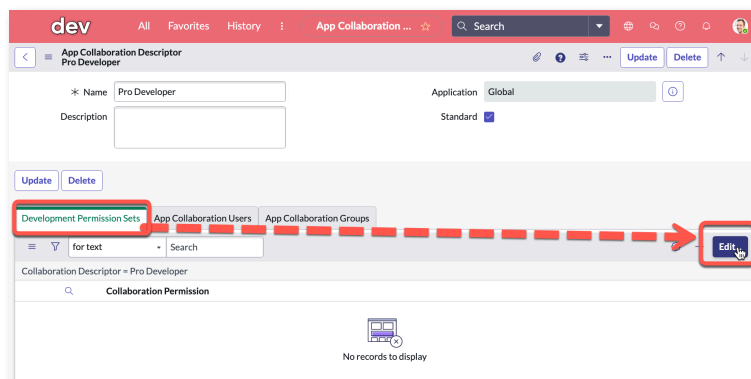 dev All Favorites History App Collaboration ... Search
App Collaboration Descriptor
Pro Developer
Update Delete
Name Pro Developer Application Global
Description Standard
Update Delete
Development Permission Sets App Collaboration Users App Collaboration Groups
for text Search Edit...
Collaboration Descriptor = Pro Developer
Collaboration Permission
No records to display